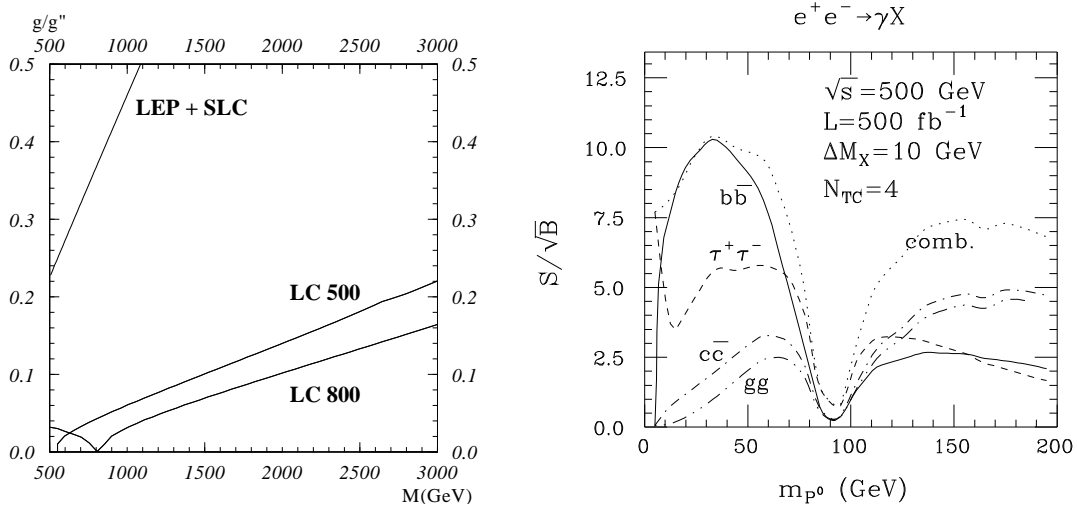 g/g"
500 1000 1500 2000 2500 3000
0.5 0.5
LEP + SLC
0.4 0.4
0.3 0.3
LC 500
0.2 0.2
0.1 0.1
LC 800
0.0 0.0
500 1000 1500 2000 2500 3000
M(GeV)
e⁺e⁻→γX
12.5
√s=500 GeV
L=500 fb⁻¹
10.0
ΔM_X=10 GeV
N_TC=4
bb̅
7.5
τ⁺τ⁻
comb.
S/√B
5.0
cc̅
2.5
gg
0.0
0 50 100 150 200
m_P⁰ (GeV)